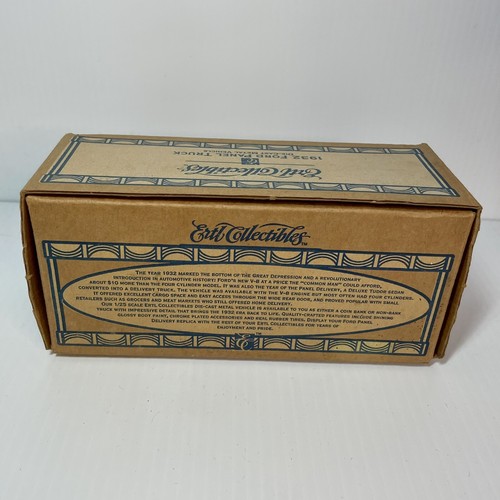 Ertl Collectibles™
1932 FORD PANEL TRUCK
DIE-CAST METAL VEHICLE
Ertl Collectibles™
THE YEAR 1932 MARKED THE BOTTOM OF THE GREAT DEPRESSION AND A REVOLUTIONARY
INTRODUCTION IN AUTOMOTIVE HISTORY: FORD'S NEW V-8 AT A PRICE THE "COMMON MAN" COULD AFFORD,
ABOUT $10 MORE THAN THE FOUR CYLINDER MODEL. IT WAS ALSO THE YEAR OF THE PANEL DELIVERY, A DELUXE TUDOR SEDAN
CONVERTED INTO A DELIVERY TRUCK. THE VEHICLE WAS AVAILABLE WITH THE V-8 ENGINE BUT MOST OFTEN HAD FOUR CYLINDERS.
IT OFFERED EXCELLENT CARGO SPACE AND EASY ACCESS THROUGH THE WIDE REAR DOOR, AND PROVED POPULAR WITH SMALL
RETAILERS SUCH AS GROCERS AND MEAT MARKETS WHO STILL OFFERED HOME DELIVERY.
OUR 1/25 SCALE ERTL COLLECTIBLES DIE-CAST METAL VEHICLE IS AVAILABLE TO YOU AS EITHER A COIN BANK OR NON-BANK
TRUCK WITH IMPRESSIVE DETAIL THAT BRINGS THE 1932 ERA BACK TO LIFE. QUALITY-CRAFTED FEATURES INCLUDE SHINING
GLOSSY BODY PAINT, CHROME PLATED ACCESSORIES AND REAL RUBBER TIRES. DISPLAY YOUR FORD PANEL
DELIVERY REPLICA WITH THE REST OF YOUR ERTL COLLECTIBLES FOR YEARS OF
ENJOYMENT AND PRIDE.